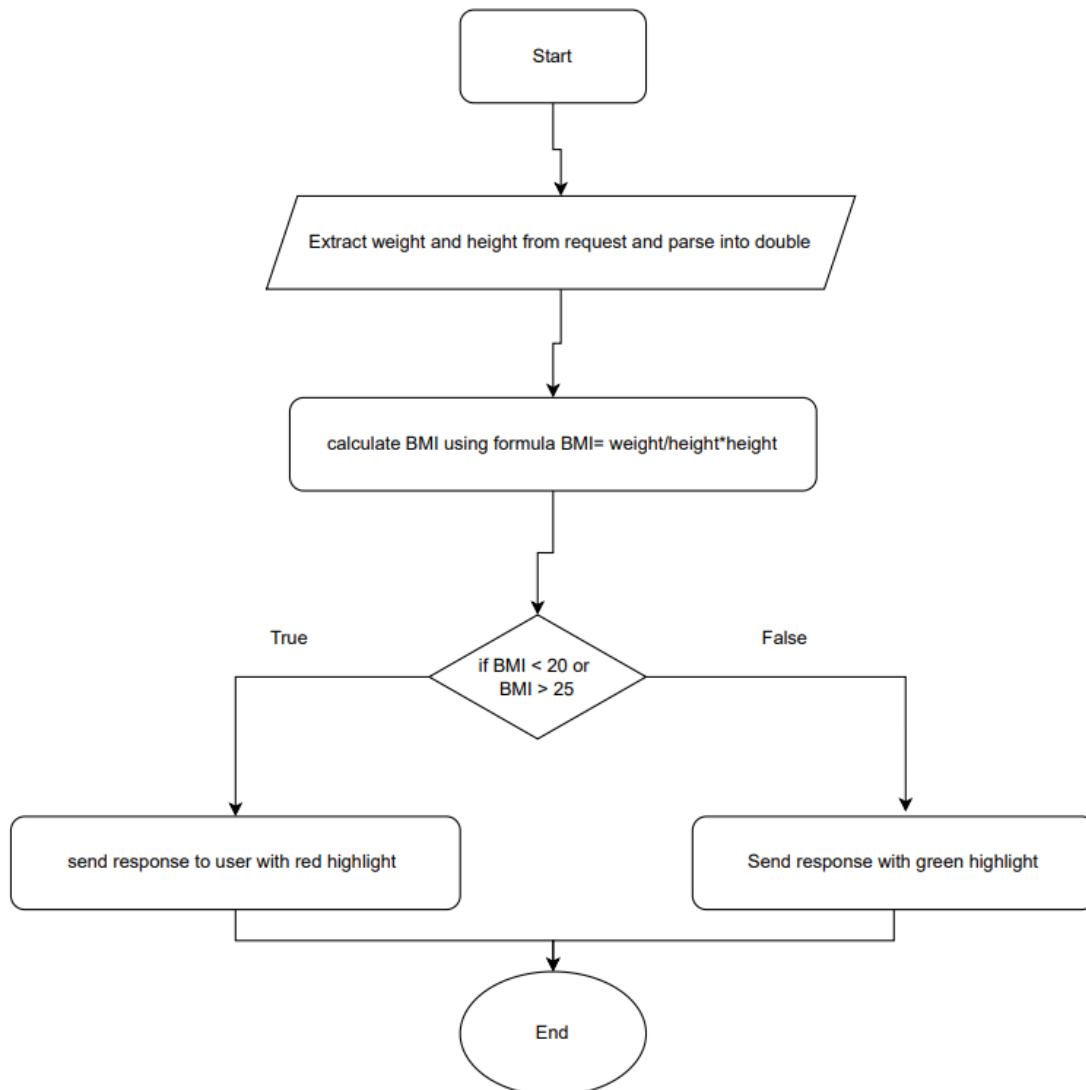 Start
Extract weight and height from request and parse into double
calculate BMI using formula BMI= weight/height*height
True
False
if BMI < 20 or
BMI > 25
send response to user with red highlight
Send response with green highlight
End